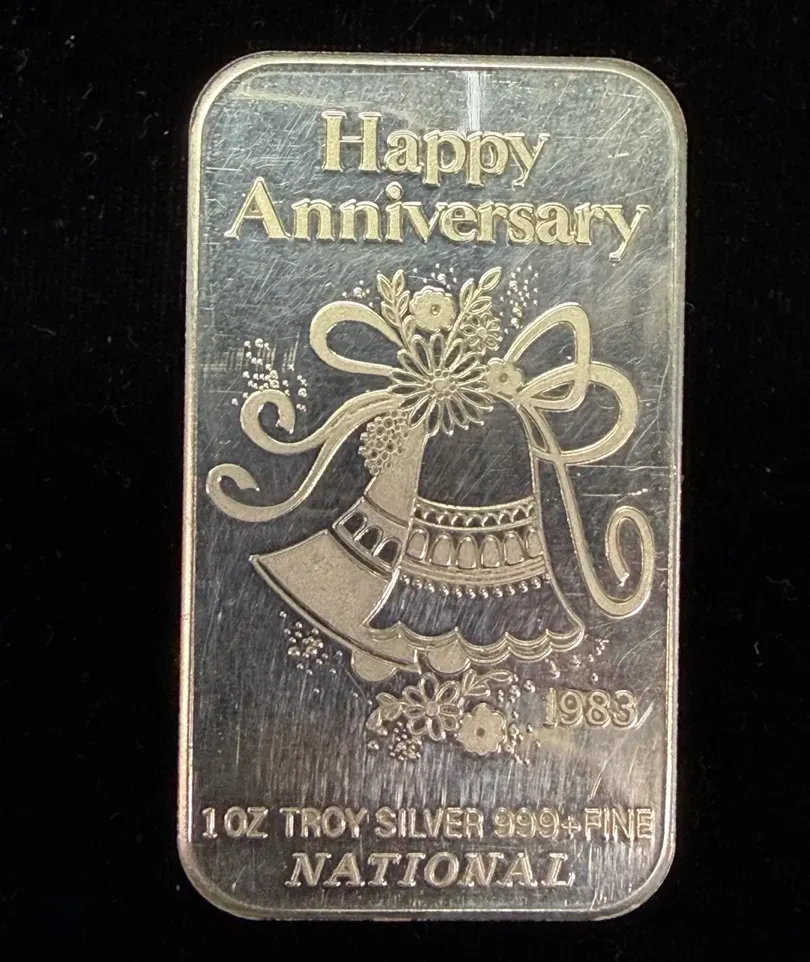 Happy
Anniversary
1983
1 OZ TROY SILVER 999+FINE
NATIONAL